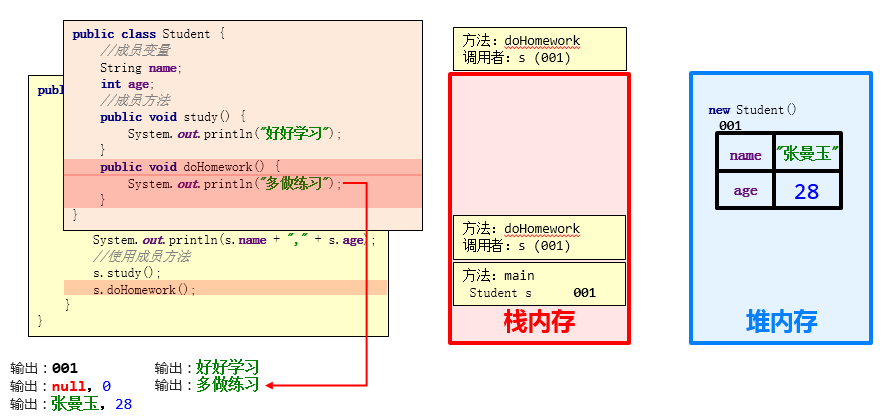 public class Student {
//成员变量
String name;
int age;
//成员方法
public void study() {
System.out.println("好好学习");
}
public void doHomework() {
System.out.println("多做练习");
}
}
pu
System.out.println(s.name + "," + s.age);
//使用成员方法
s.study();
s.doHomework();
}
}
输出：001
输出：null，0
输出：张曼玉，28
输出：好好学习
输出：多做练习
方法：doHomework
调用者：s (001)
方法：doHomework
调用者：s (001)
方法：main
Student s 001
栈内存
new Student()
001
name "张曼玉"
age 28
堆内存